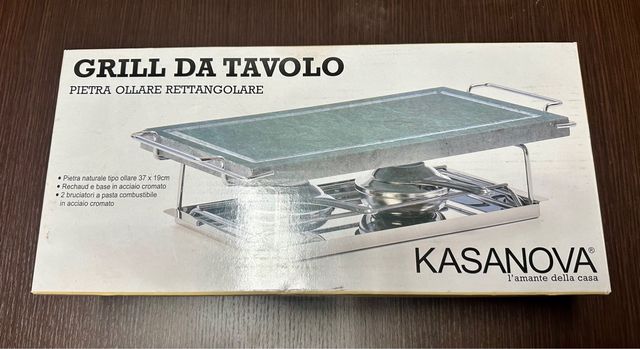 GRILL DA TAVOLO
PIETRA OLLARE RETTANGOLARE
• Pietra naturale tipo ollare 37 x 19cm
• Rechaud e base in acciaio cromato
• 2 bruciatori a pasta combustibile
in acciaio cromato
KASANOVA®
l'amante della casa